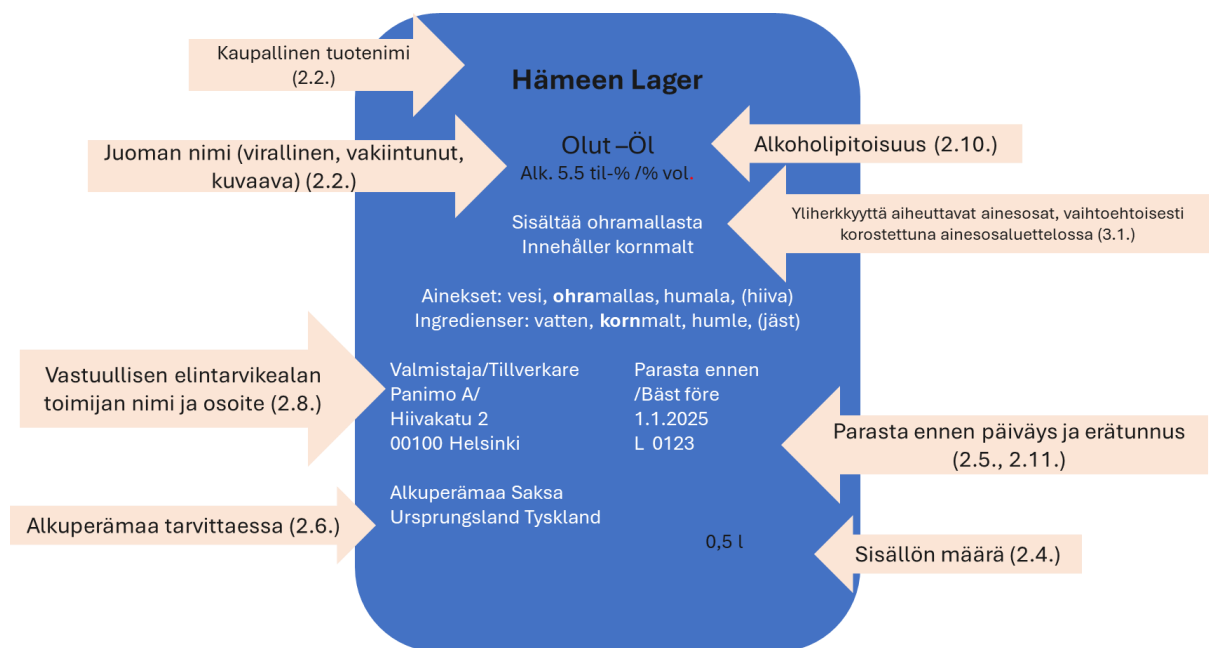 Kaupallinen tuotenimi
(2.2.)
Hämeen Lager
Juoman nimi (virallinen, vakiintunut,
kuvaava) (2.2.)
Olut –Öl
Alk. 5.5 til-% /% vol.
Alkoholipitoisuus (2.10.)
Sisältää ohramallasta
Innehåller kornmalt
Yliherkkyyttä aiheuttavat ainesosat, vaihtoehtoisesti
korostettuna ainesosaluettelossa (3.1.)
Ainekset: vesi, ohramallas, humala, (hiiva)
Ingredienser: vatten, kornmalt, humle, (jäst)
Vastuullisen elintarvikealan
toimijan nimi ja osoite (2.8.)
Valmistaja/Tillverkare
Panimo A/
Hiivakatu 2
00100 Helsinki
Parasta ennen
/Bäst före
1.1.2025
L 0123
Parasta ennen päiväys ja erätunnus
(2.5., 2.11.)
Alkuperämaa tarvittaessa (2.6.)
Alkuperämaa Saksa
Ursprungsland Tyskland
0,5 l
Sisällön määrä (2.4.)